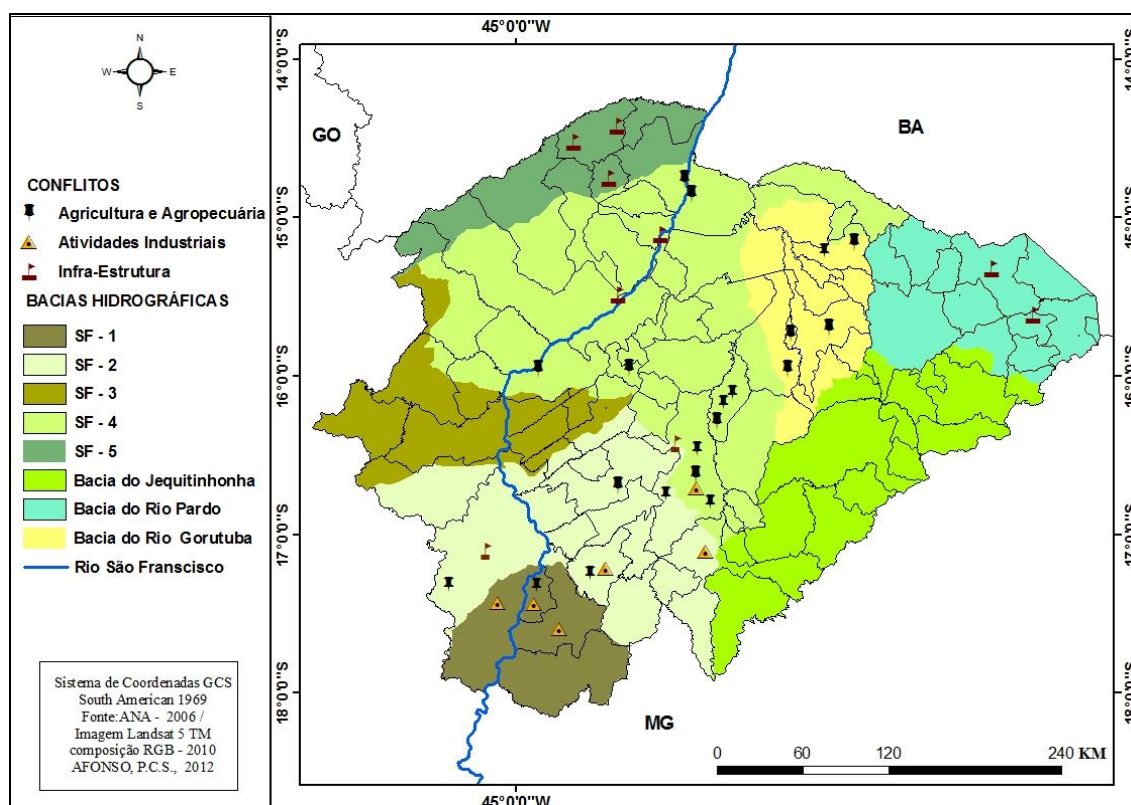 45°0'0"W
N
W
E
S
14°0'0"S
14°0'0"S
GO
BA
CONFLITOS
Agricultura e Agropecuária
Atividades Industriais
Infra-Estrutura
15°0'0"S
15°0'0"S
BACIAS HIDROGRÁFICAS
SF - 1
SF - 2
SF - 3
SF - 4
SF - 5
Bacia do Jequitinhonha
Bacia do Rio Pardo
Bacia do Rio Gorutuba
Rio São Franscisco
16°0'0"S
16°0'0"S
17°0'0"S
17°0'0"S
Sistema de Coordenadas GCS
South American 1969
Fonte:ANA - 2006 /
Imagem Landsat 5 TM
composição RGB - 2010
AFONSO, P.C.S., 2012
18°0'0"S
18°0'0"S
MG
0 60 120 240 KM
45°0'0"W